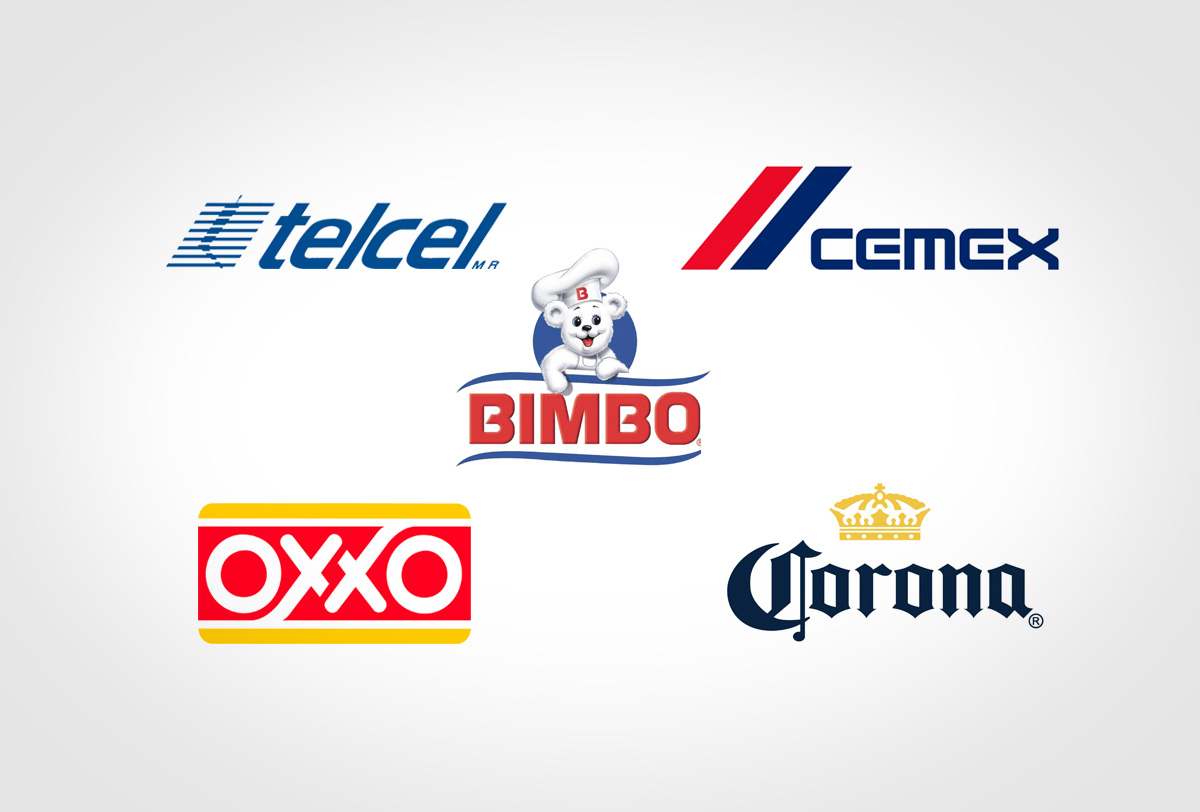 telcel MR
CEMEX
B
BIMBO
®
OXXO
Corona ®